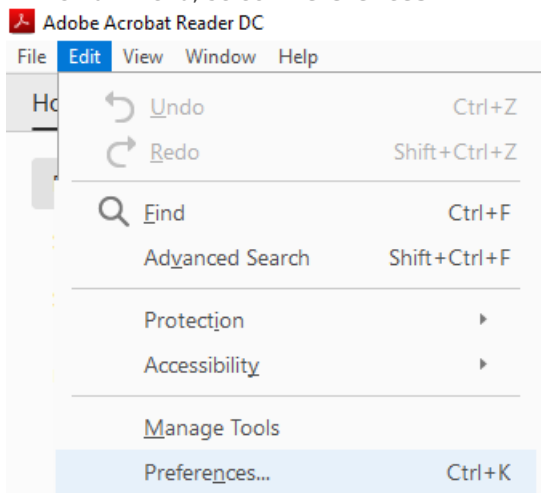 Adobe Acrobat Reader DC
File Edit View Window Help
Undo Ctrl+Z
Redo Shift+Ctrl+Z
Find Ctrl+F
Advanced Search Shift+Ctrl+F
Protection
Accessibility
Manage Tools
Preferences... Ctrl+K